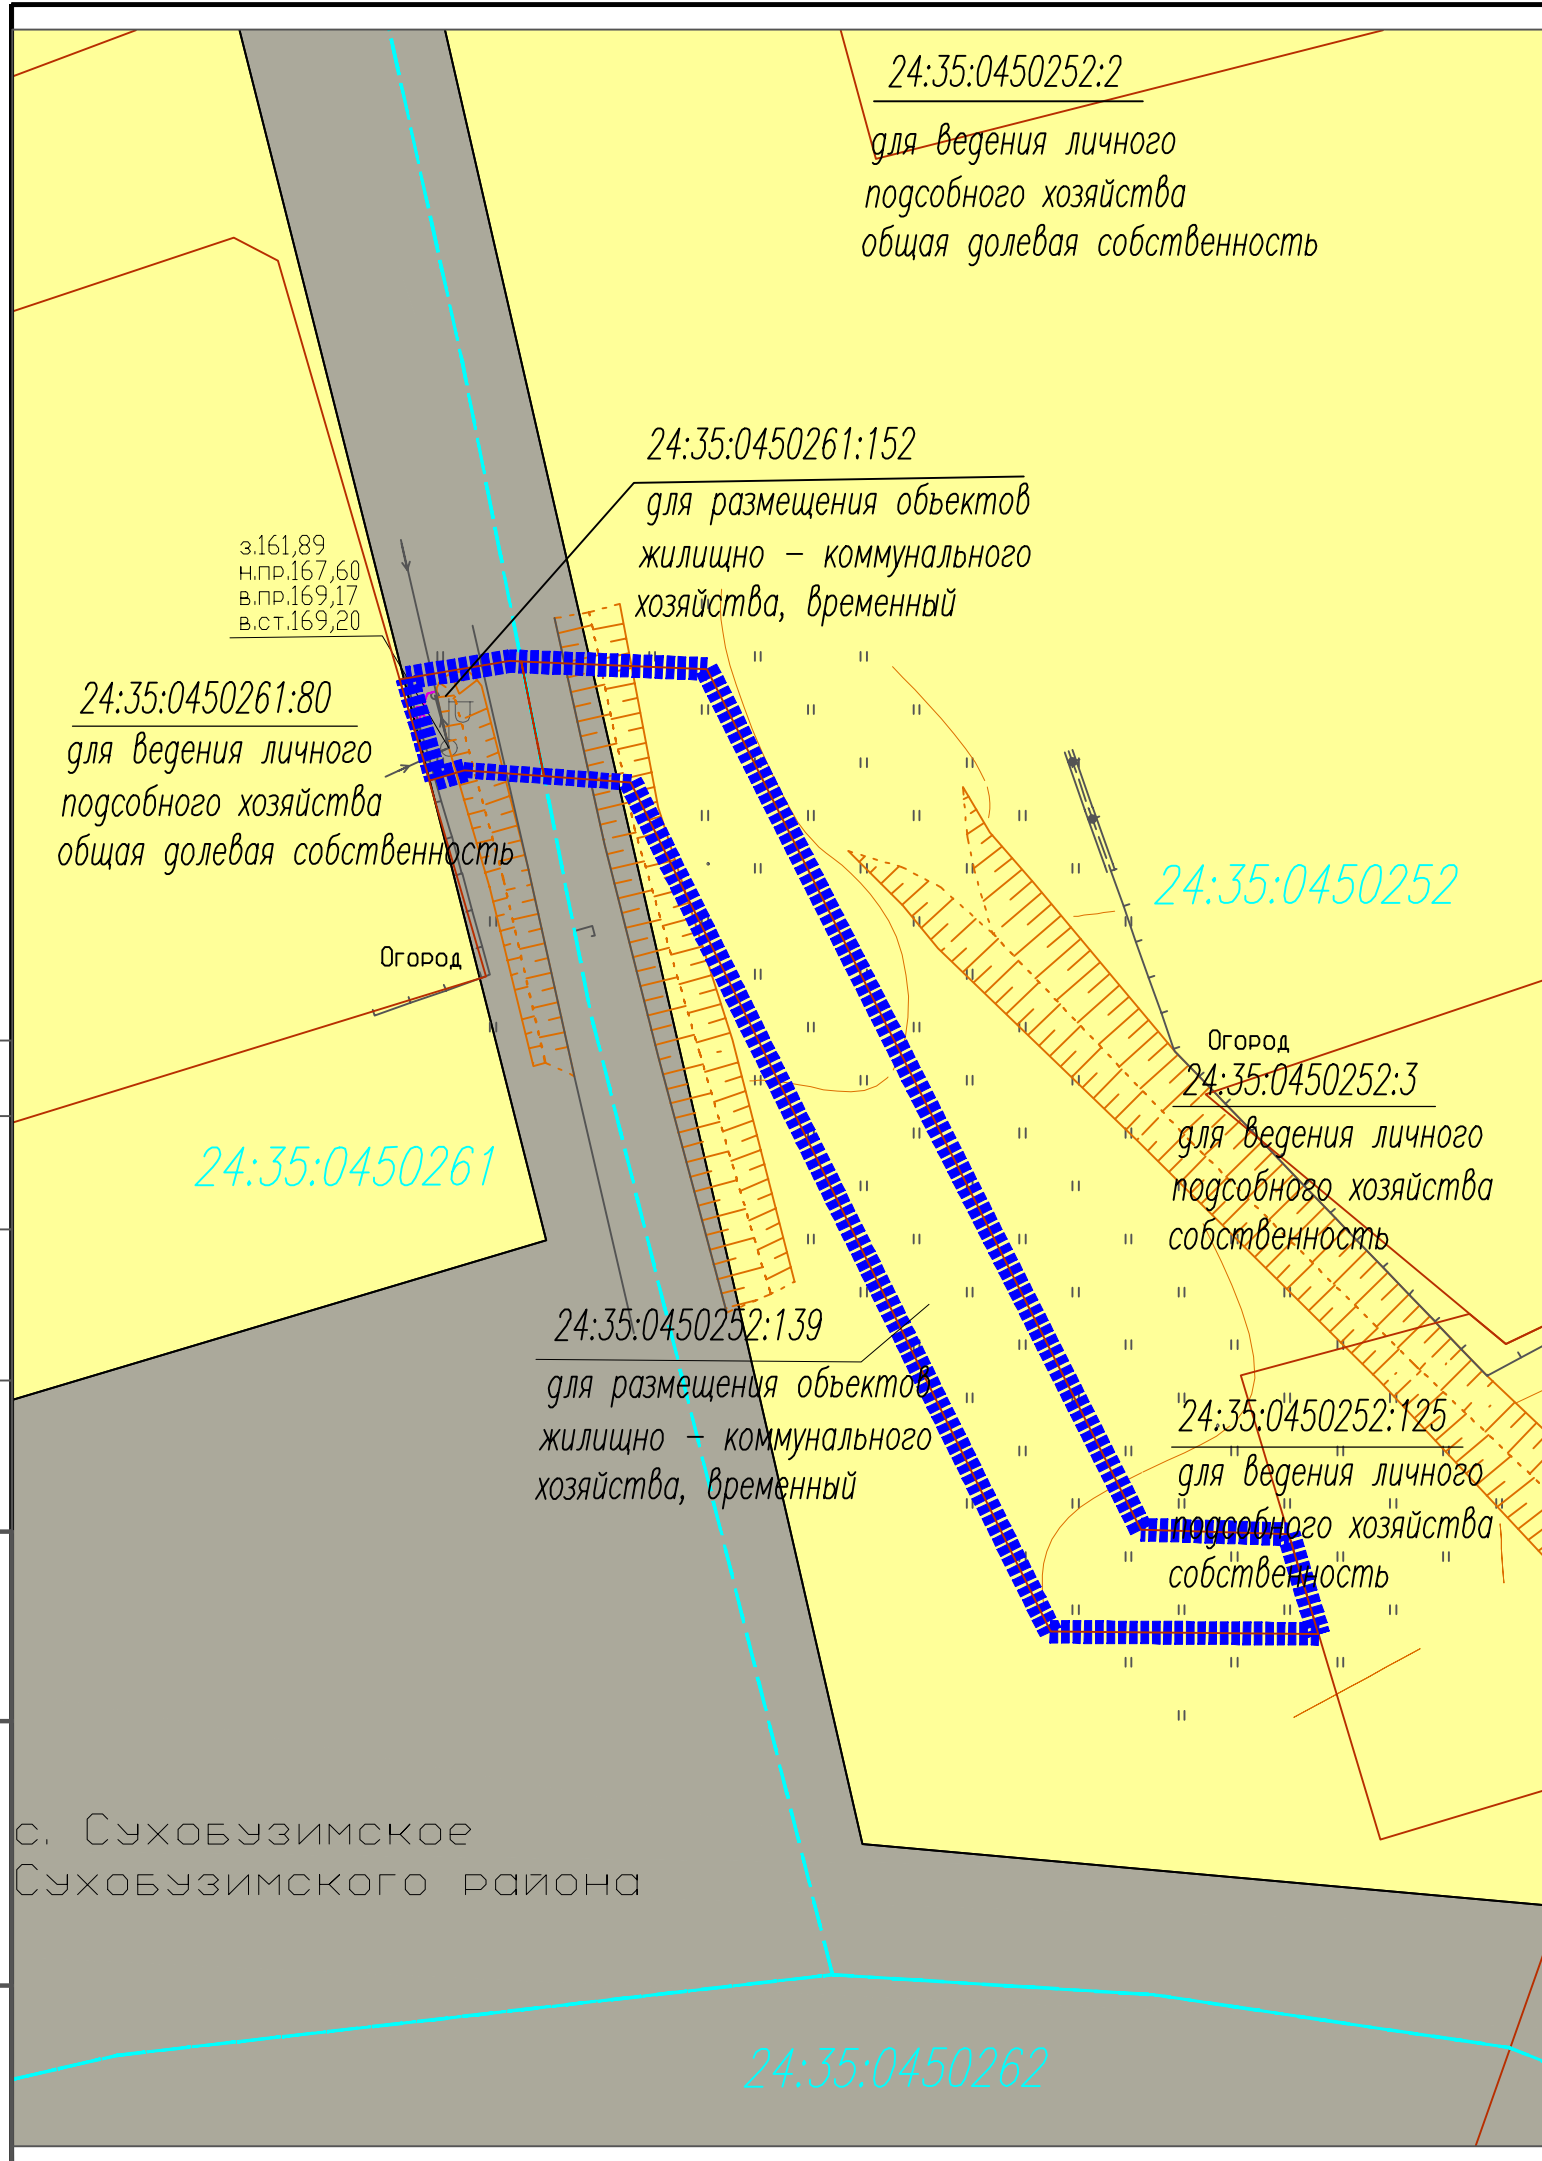 24:35:0450252:2
для ведения личного
подсобного хозяйства
общая долевая собственность
24:35:0450261:152
для размещения объектов
жилищно – коммунального
хозяйства, временный
з.161,89
н.пр.167,60
в.пр.169,17
в.ст.169,20
24:35:0450261:80
для ведения личного
подсобного хозяйства
общая долевая собственность
24:35:0450252
Огород
Огород
24:35:0450252:3
для ведения личного
подсобного хозяйства
собственность
24:35:0450261
24:35:0450252:139
для размещения объектов
жилищно – коммунального
хозяйства, временный
24:35:0450252:125
для ведения личного
подсобного хозяйства
собственность
с. Сухобузимское
Сухобузимского района
24:35:0450262